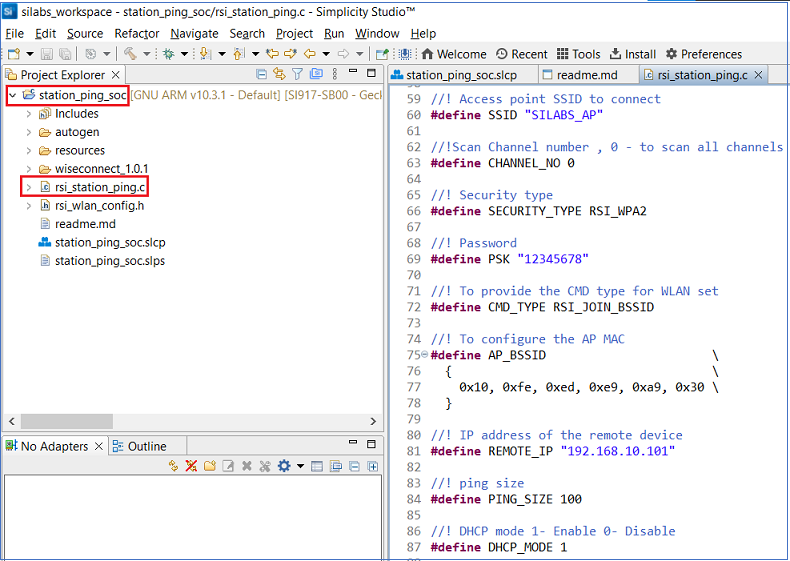 silabs_workspace - station_ping_soc/rsi_station_ping.c - Simplicity Studio™
File Edit Source Refactor Navigate Search Project Explorer Run Window Help
Welcome Recent Tools Install Preferences
Project Explorer
station_ping_soc [GNU ARM v10.3.1 - Default] [SI917-SB00 - Geck
Includes
autogen
resources
wiseconnect_1.0.1
rsi_station_ping.c
rsi_wlan_config.h
readme.md
station_ping_soc.slcp
station_ping_soc.slps
No Adapters Outline
station_ping_soc.slcp readme.md rsi_station_ping.c
59 //! Access point SSID to connect
60 #define SSID "SILABS_AP"
61
62 //!Scan Channel number , 0 - to scan all channels
63 #define CHANNEL_NO 0
64
65 //! Security type
66 #define SECURITY_TYPE RSI_WPA2
67
68 //! Password
69 #define PSK "12345678"
70
71 //! To provide the CMD type for WLAN set
72 #define CMD_TYPE RSI_JOIN_BSSID
73
74 //! To configure the AP MAC
75 #define AP_BSSID \
76 { \
77 0x10, 0xfe, 0xed, 0xe9, 0xa9, 0x30 \
78 }
79
80 //! IP address of the remote device
81 #define REMOTE_IP "192.168.10.101"
82
83 //! ping size
84 #define PING_SIZE 100
85
86 //! DHCP mode 1- Enable 0- Disable
87 #define DHCP_MODE 1